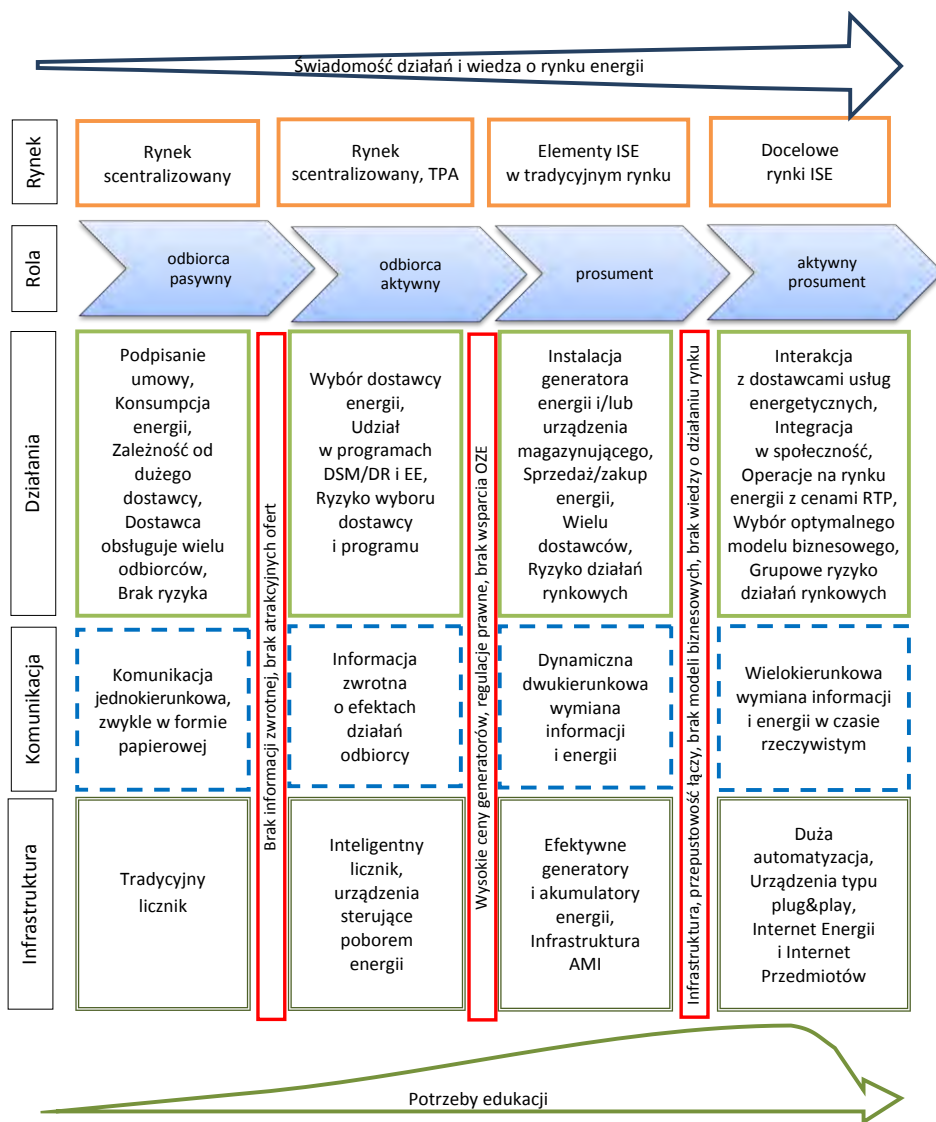 Świadomość działań i wiedza o rynku energii
Rynek
Rynek
scentralizowany
Rynek
scentralizowany, TPA
Elementy ISE
w tradycyjnym rynku
Docelowe
rynki ISE
Rola
odbiorca
pasywny
odbiorca
aktywny
prosument
aktywny
prosument
Działania
Podpisanie
umowy,
Konsumpcja
energii,
Zależność od
dużego
dostawcy,
Dostawca
obsługuje wielu
odbiorców,
Brak ryzyka
Brak informacji zwrotnej, brak atrakcyjnych ofert
Wybór dostawcy
energii,
Udział
w programach
DSM/DR i EE,
Ryzyko wyboru
dostawcy
i programu
Wysokie ceny generatorów, regulacje prawne, brak wsparcia OZE
Instalacja
generatora
energii i/lub
urządzenia
magazynującego,
Sprzedaż/zakup
energii,
Wielu
dostawców,
Ryzyko działań
rynkowych
Infrastruktura, przepustowość łączy, brak modeli biznesowych, brak wiedzy o działaniu rynku
Interakcja
z dostawcami usług
energetycznych,
Integracja
w społeczność,
Operacje na rynku
energii z cenami RTP,
Wybór optymalnego
modelu biznesowego,
Grupowe ryzyko
działań rynkowych
Komunikacja
Komunikacja
jednokierunkowa,
zwykle w formie
papierowej
Informacja
zwrotna
o efektach
działań
odbiorcy
Dynamiczna
dwukierunkowa
wymiana
informacji
i energii
Wielokierunkowa
wymiana informacji
i energii w czasie
rzeczywistym
Infrastruktura
Tradycyjny
licznik
Inteligentny
licznik,
urządzenia
sterujące
poborem
energii
Efektywne
generatory
i akumulatory
energii,
Infrastruktura
AMI
Duża
automatyzacja,
Urządzenia typu
plug&play,
Internet Energii
i Internet
Przedmiotów
Potrzeby edukacji